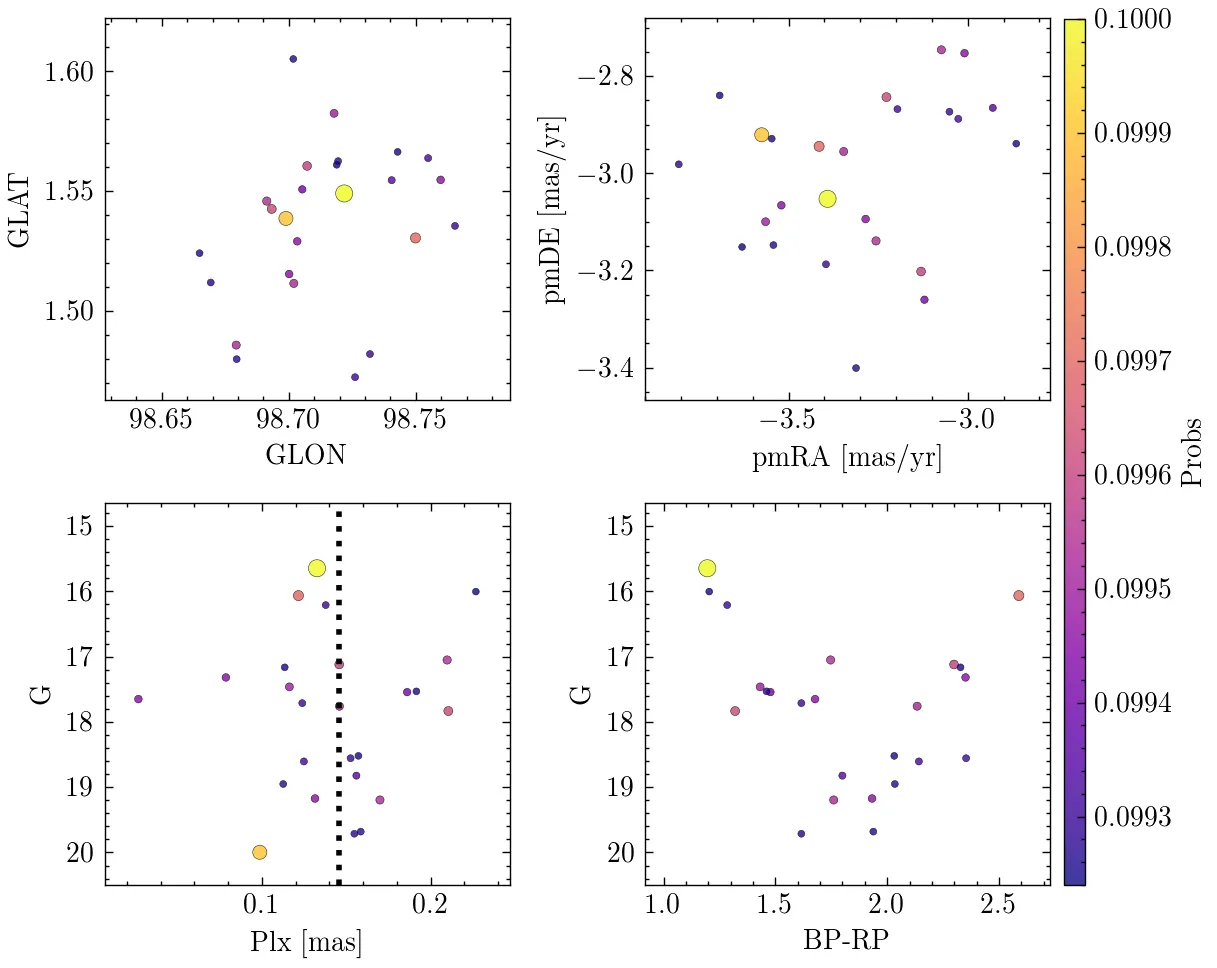 1.60
1.55
1.50
GLAT
98.65 98.70 98.75
GLON
−2.8
−3.0
−3.2
−3.4
pmDE [mas/yr]
−3.5 −3.0
pmRA [mas/yr]
0.1000
0.0999
0.0998
0.0997
0.0996
0.0995
0.0994
0.0993
Probs
15
16
17
18
19
20
G
0.1 0.2
Plx [mas]
15
16
17
18
19
20
G
1.0 1.5 2.0 2.5
BP-RP